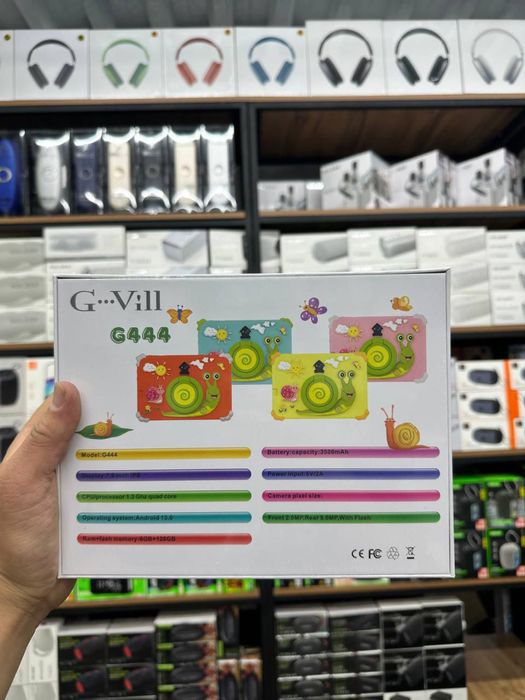 G···Vill
G444
Model:G444
Display:7.0 inch IPS
CPU/processor 1.3 Ghz quad core
Operating system:Android 13.0
Ram+flash memory:6GB+128GB
Battery:capacity:3500mAh
Power input:5V/2A
Camera pixel size:
Front 2.0MP,Rear 5.0MP,With Flash
CE FC